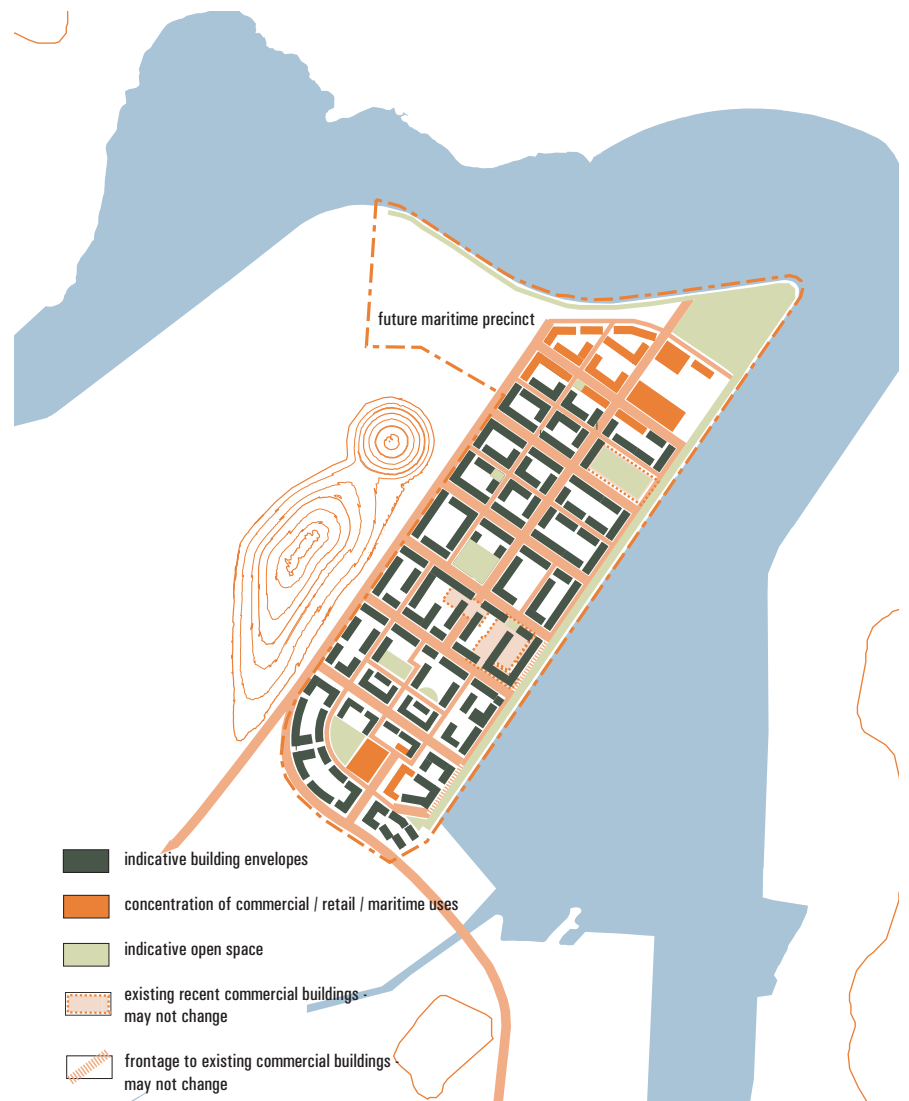 future maritime precinct
indicative building envelopes
concentration of commercial / retail / maritime uses
indicative open space
existing recent commercial buildings -
may not change
frontage to existing commercial buildings -
may not change